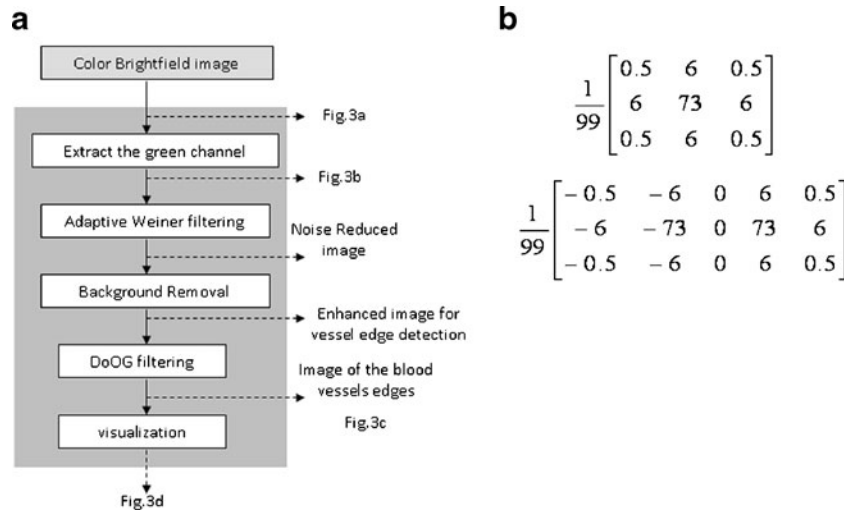 a
Color Brightfield image
Fig.3a
Extract the green channel
Fig.3b
Adaptive Weiner filtering
Noise Reduced
image
Background Removal
Enhanced image for
vessel edge detection
DoOG filtering
Image of the blood
vessels edges
Fig.3c
visualization
Fig.3d
b
1
99
0.5 6 0.5
6 73 6
0.5 6 0.5
1
99
− 0.5 − 6 0 6 0.5
− 6 − 73 0 73 6
− 0.5 − 6 0 6 0.5